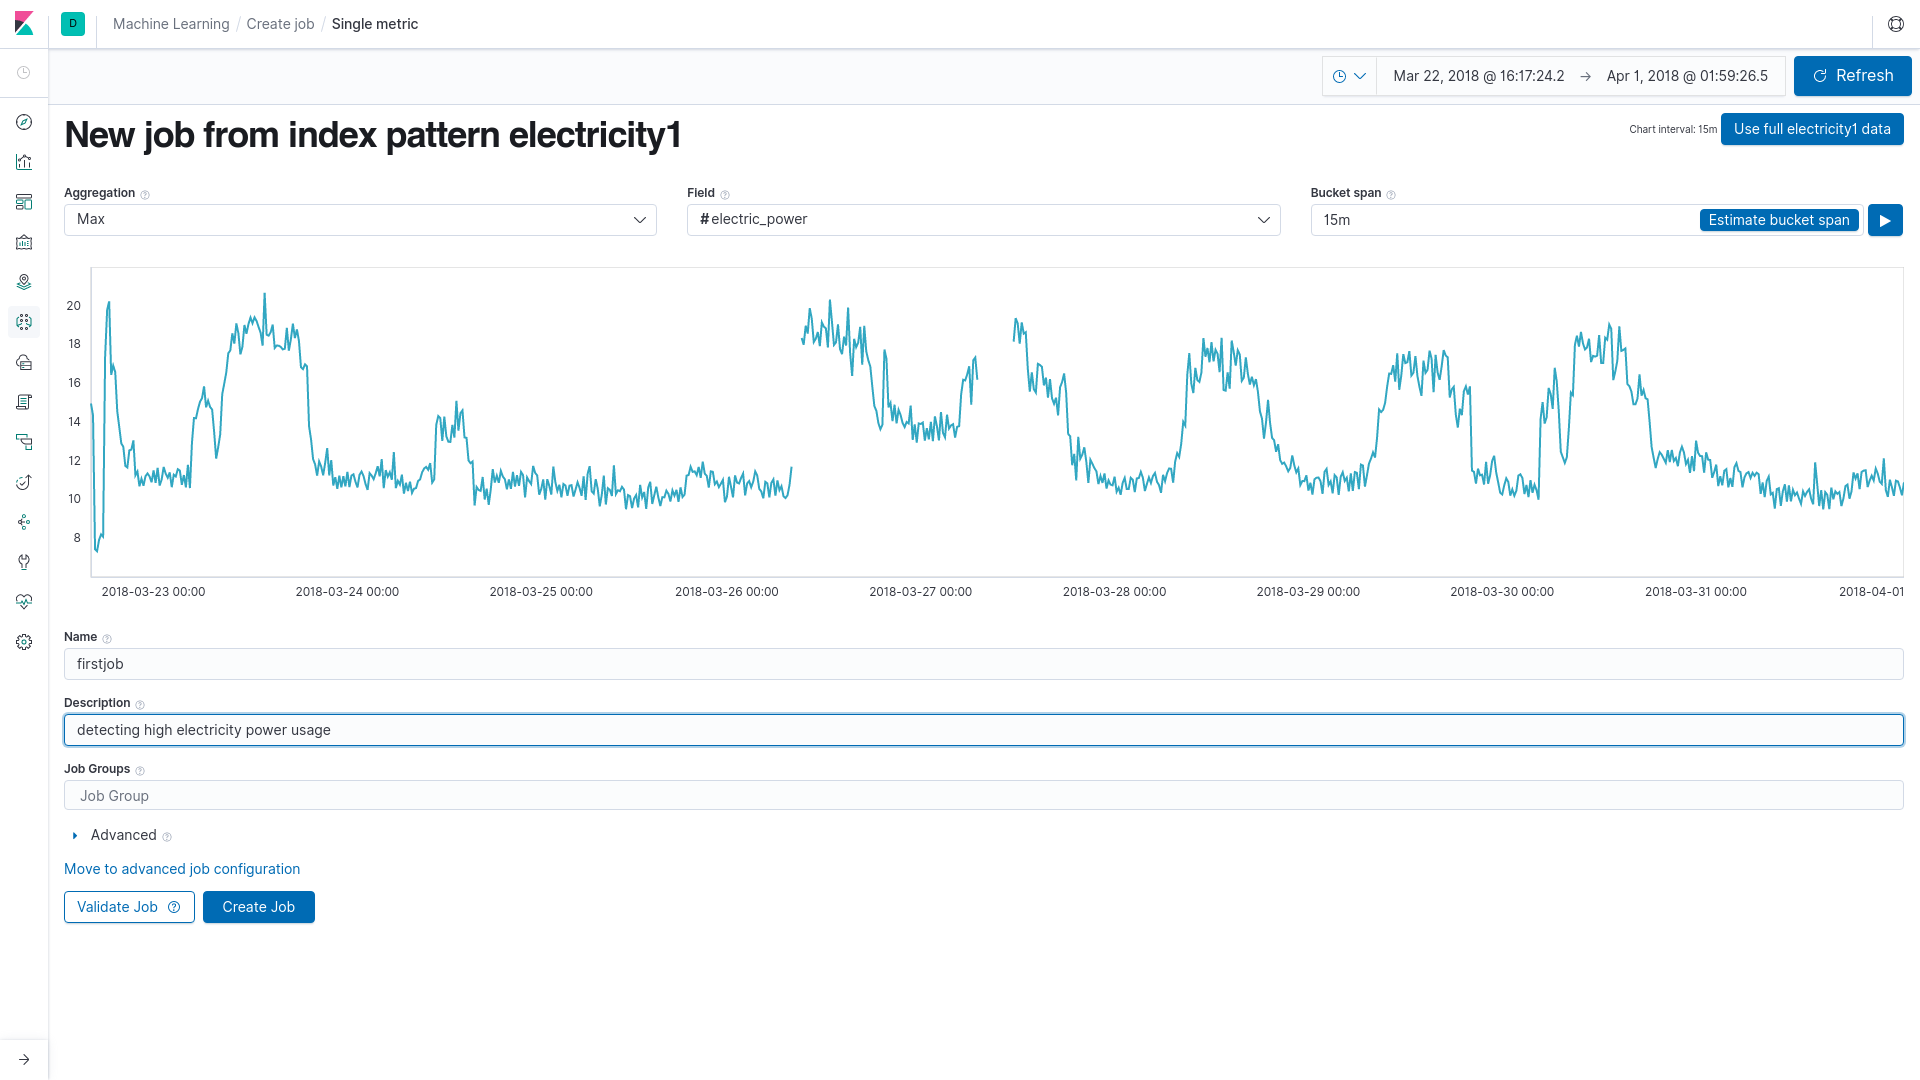 D Machine Learning / Create job / Single metric
Mar 22, 2018 @ 16:17:24.2 → Apr 1, 2018 @ 01:59:26.5 Refresh
New job from index pattern electricity1
Chart interval: 15m Use full electricity1 data
Aggregation Field Bucket span
Max #electric_power 15m Estimate bucket span
20
18
16
14
12
10
8
2018-03-23 00:00 2018-03-24 00:00 2018-03-25 00:00 2018-03-26 00:00 2018-03-27 00:00 2018-03-28 00:00 2018-03-29 00:00 2018-03-30 00:00 2018-03-31 00:00 2018-04-01
Name
firstjob
Description
detecting high electricity power usage
Job Groups
Job Group
Advanced
Move to advanced job configuration
Validate Job Create Job